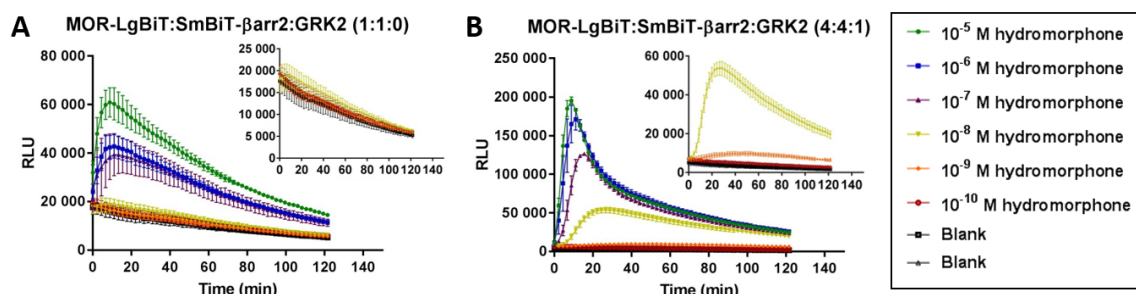 A
MOR-LgBiT:SmBiT-βarr2:GRK2 (1:1:0)
80 000
60 000
40 000
20 000
0
RLU
0 20 40 60 80 100 120 140
Time (min)
25 000
20 000
15 000
10 000
5 000
0
0 20 40 60 80 100 120 140
B
MOR-LgBiT:SmBiT-βarr2:GRK2 (4:4:1)
250 000
200 000
150 000
100 000
50 000
0
RLU
0 20 40 60 80 100 120 140
Time (min)
60 000
40 000
20 000
0
0 20 40 60 80 100 120 140
10⁻⁵ M hydromorphone
10⁻⁶ M hydromorphone
10⁻⁷ M hydromorphone
10⁻⁸ M hydromorphone
10⁻⁹ M hydromorphone
10⁻¹⁰ M hydromorphone
Blank
Blank